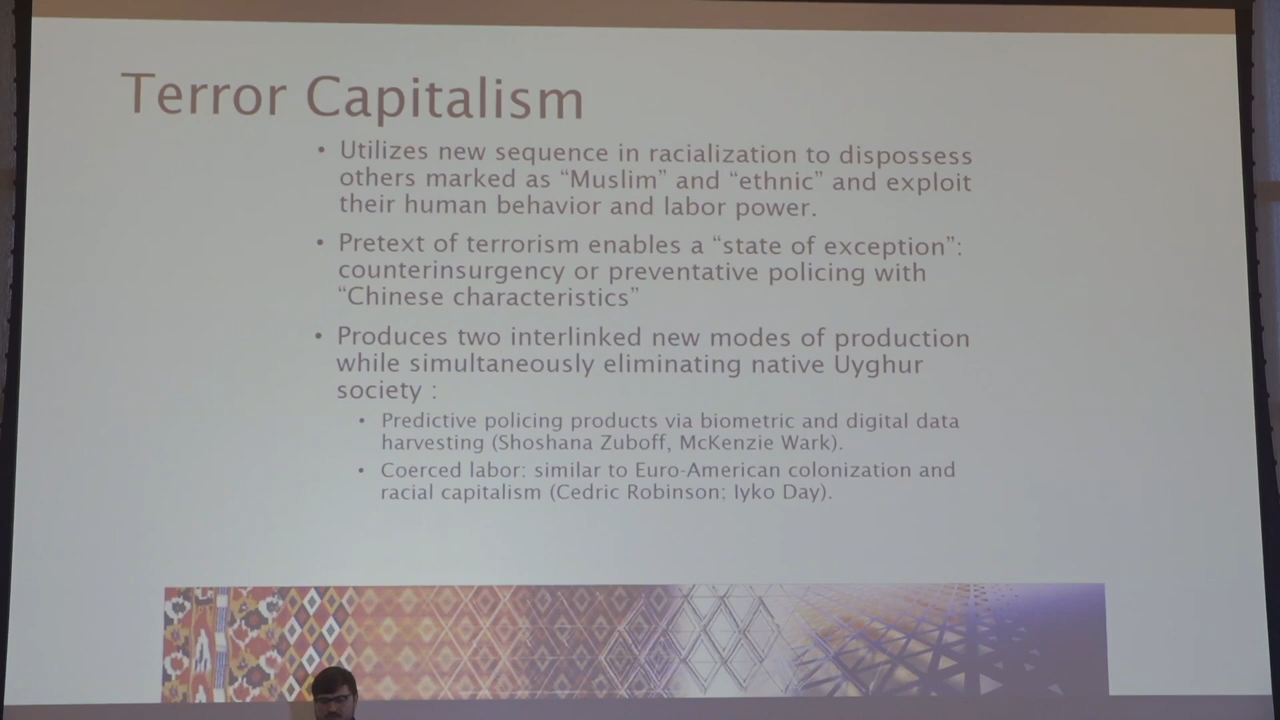 Terror Capitalism
• Utilizes new sequence in racialization to dispossess
others marked as “Muslim” and “ethnic” and exploit
their human behavior and labor power.
• Pretext of terrorism enables a “state of exception”:
counterinsurgency or preventative policing with
“Chinese characteristics”
• Produces two interlinked new modes of production
while simultaneously eliminating native Uyghur
society :
• Predictive policing products via biometric and digital data
harvesting (Shoshana Zuboff, McKenzie Wark).
• Coerced labor: similar to Euro-American colonization and
racial capitalism (Cedric Robinson; Iyko Day).